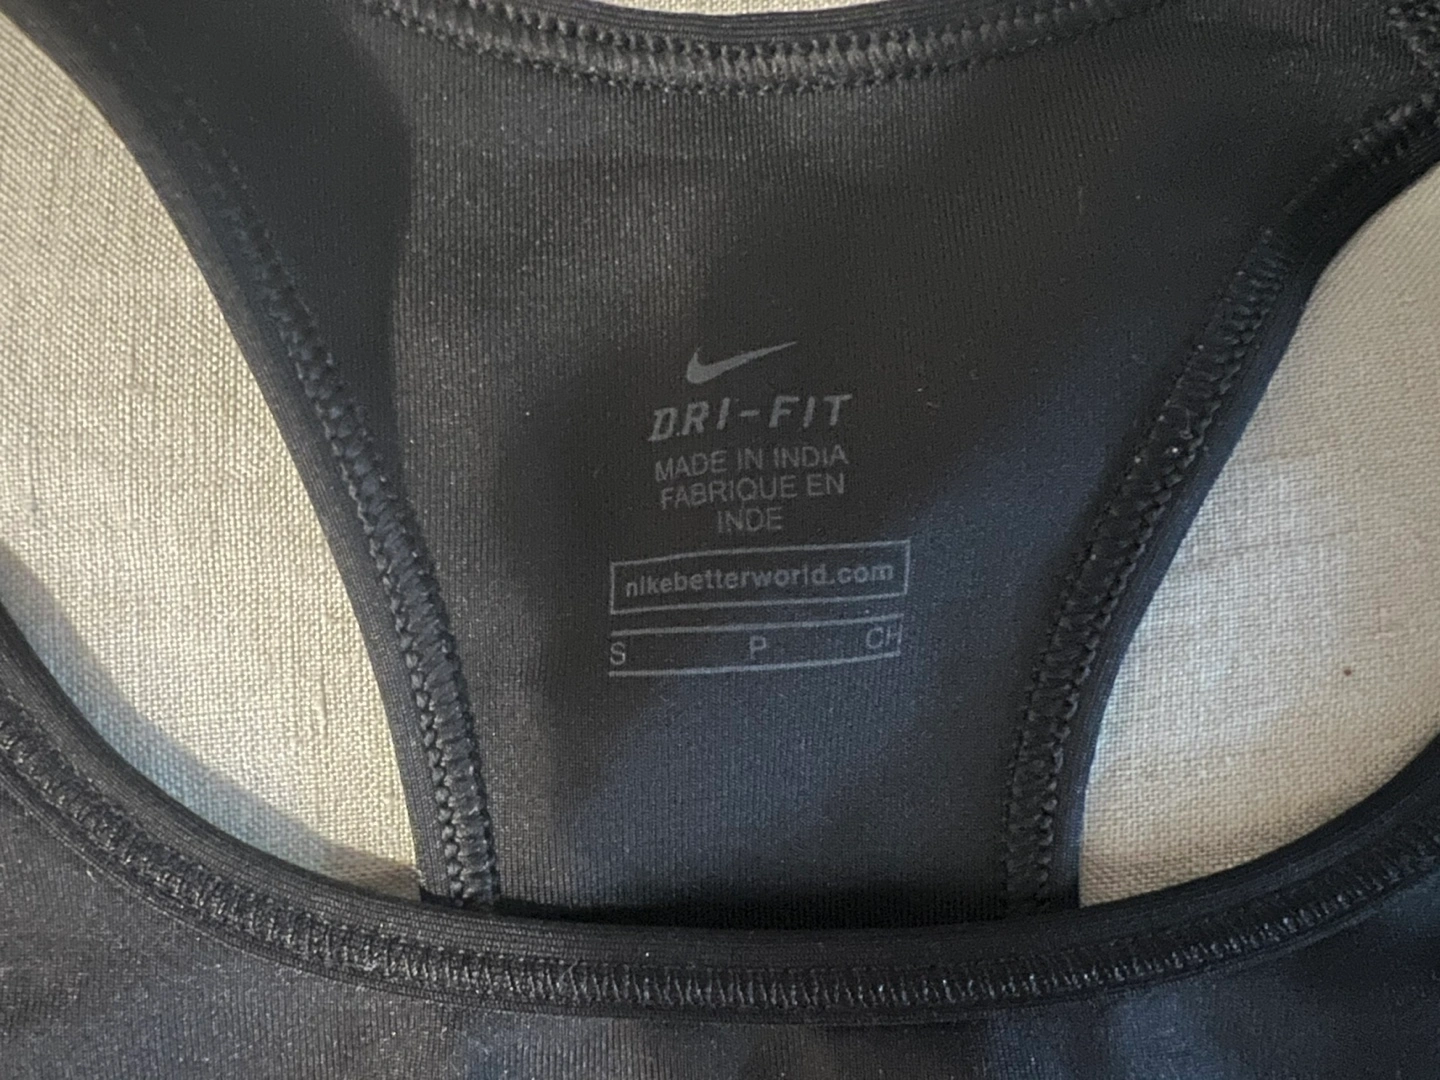 DRI-FIT
MADE IN INDIA
FABRIQUE EN
INDE
nikebetterworld.com
S P CH